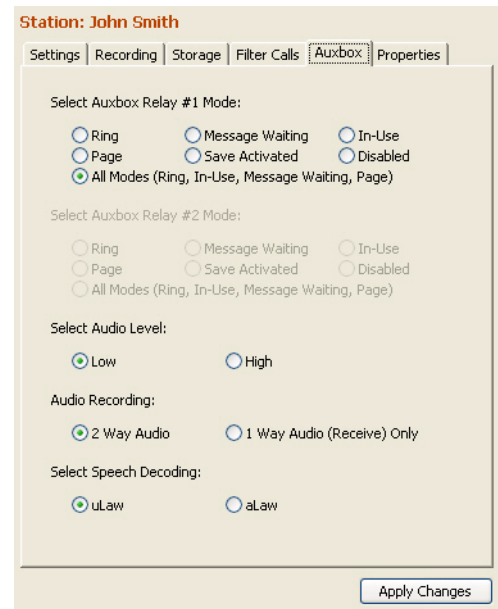 Station: John Smith
Settings Recording Storage Filter Calls Auxbox Properties
Select Auxbox Relay #1 Mode:
Ring Message Waiting In-Use
Page Save Activated Disabled
All Modes (Ring, In-Use, Message Waiting, Page)
Select Auxbox Relay #2 Mode:
Ring Message Waiting In-Use
Page Save Activated Disabled
All Modes (Ring, In-Use, Message Waiting, Page)
Select Audio Level:
Low High
Audio Recording:
2 Way Audio 1 Way Audio (Receive) Only
Select Speech Decoding:
uLaw aLaw
Apply Changes